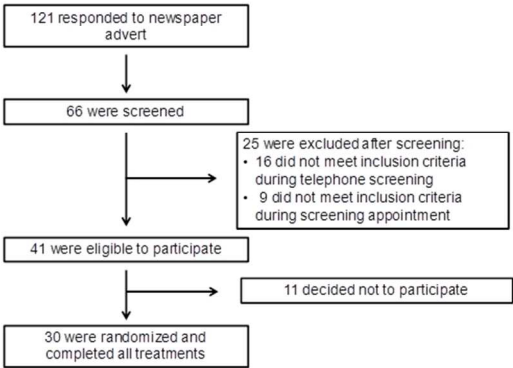 121 responded to newspaper
advert
66 were screened
25 were excluded after screening:
• 16 did not meet inclusion criteria
during telephone screening
• 9 did not meet inclusion criteria
during screening appointment
41 were eligible to participate
11 decided not to participate
30 were randomized and
completed all treatments